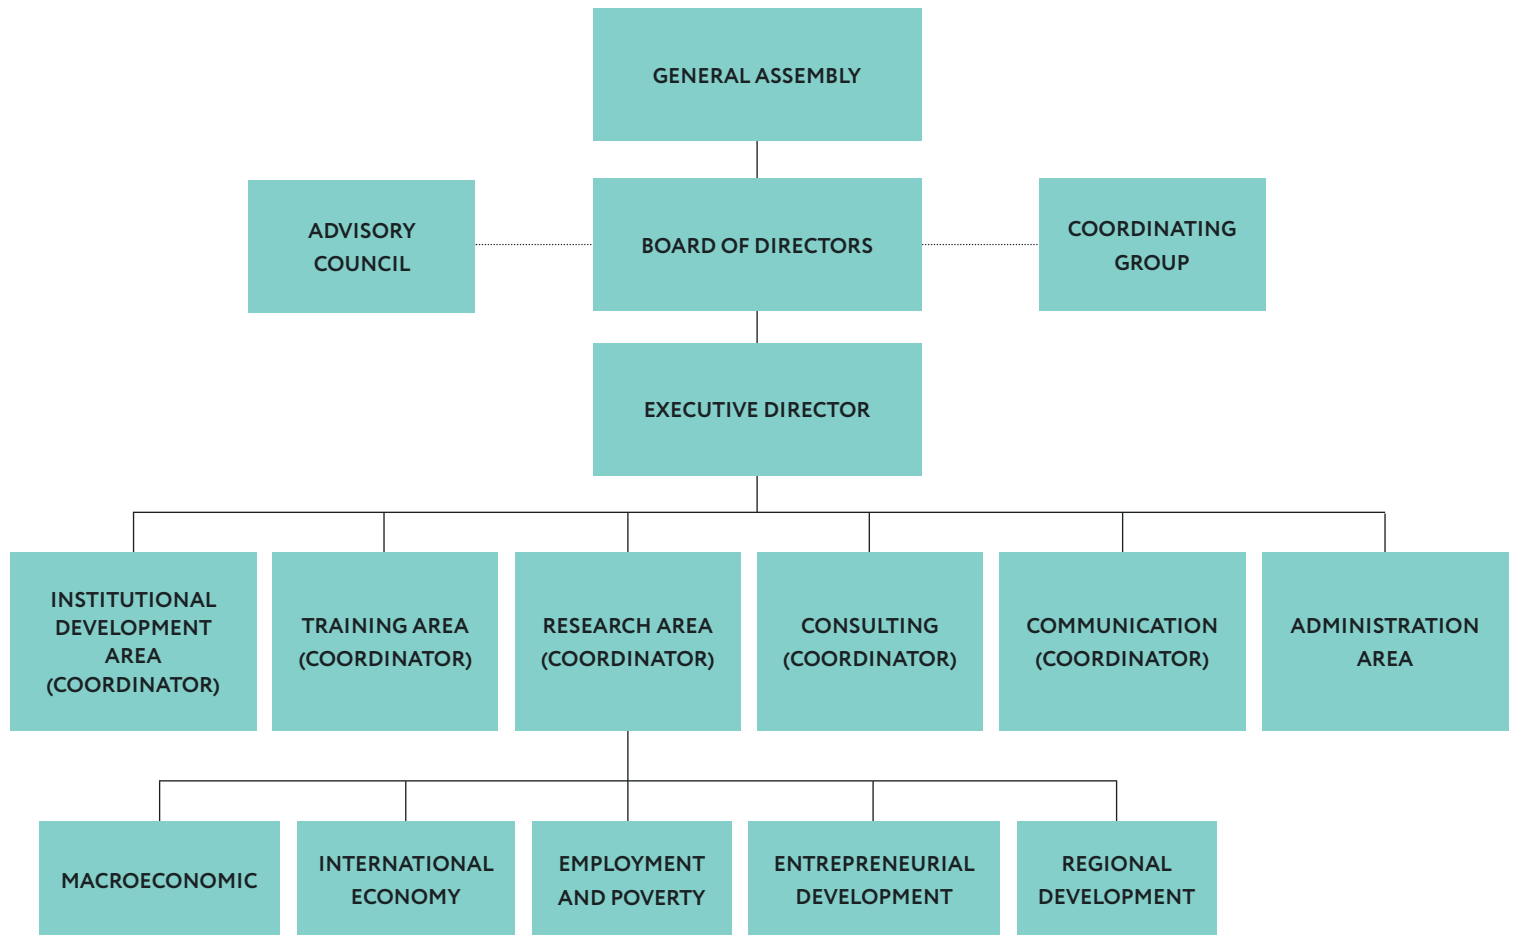 GENERAL ASSEMBLY
ADVISORY
COUNCIL
BOARD OF DIRECTORS
COORDINATING
GROUP
EXECUTIVE DIRECTOR
INSTITUTIONAL
DEVELOPMENT
AREA
(COORDINATOR)
TRAINING AREA
(COORDINATOR)
RESEARCH AREA
(COORDINATOR)
CONSULTING
(COORDINATOR)
COMMUNICATION
(COORDINATOR)
ADMINISTRATION
AREA
MACROECONOMIC
INTERNATIONAL
ECONOMY
EMPLOYMENT
AND POVERTY
ENTREPRENEURIAL
DEVELOPMENT
REGIONAL
DEVELOPMENT